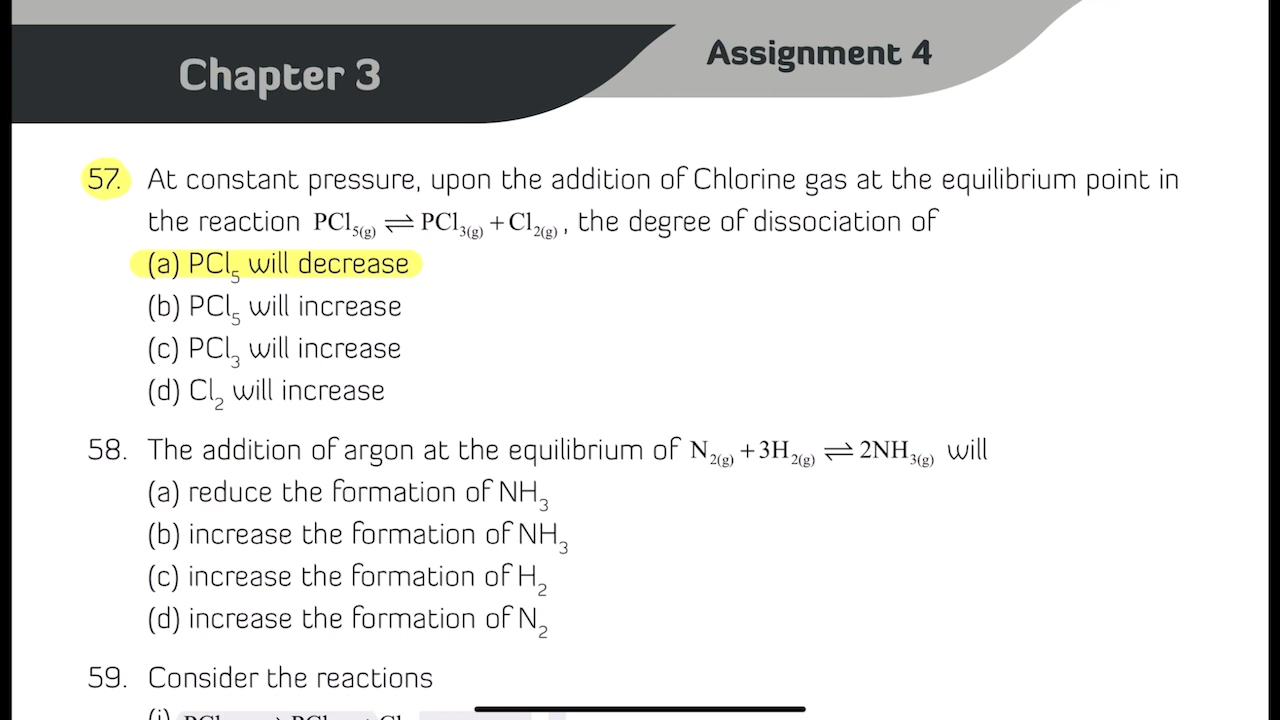 Chapter 3
Assignment 4
57. At constant pressure, upon the addition of Chlorine gas at the equilibrium point in
the reaction PCl₅(g) ⇌ PCl₃(g) + Cl₂(g), the degree of dissociation of
(a) PCl₅ will decrease
(b) PCl₅ will increase
(c) PCl₃ will increase
(d) Cl₂ will increase
58. The addition of argon at the equilibrium of N₂(g) + 3H₂(g) ⇌ 2NH₃(g) will
(a) reduce the formation of NH₃
(b) increase the formation of NH₃
(c) increase the formation of H₂
(d) increase the formation of N₂
59. Consider the reactions